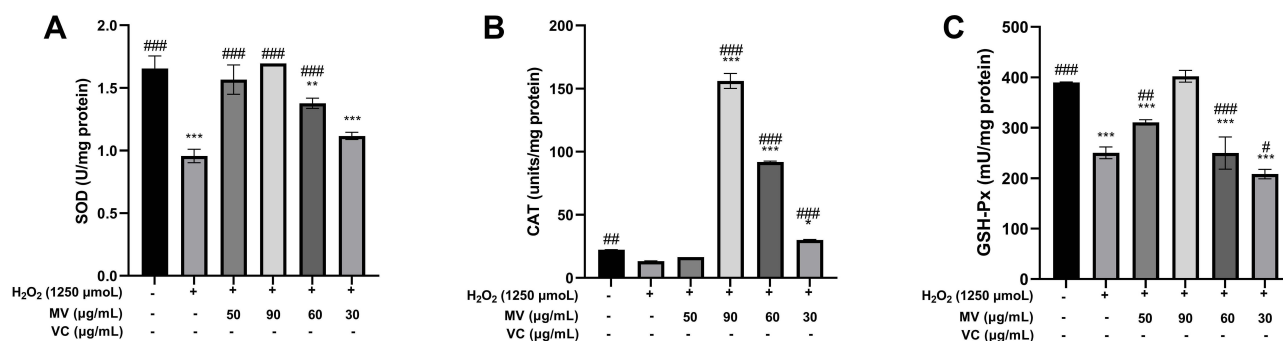 A
SOD (U/mg protein)
2.0
1.5
1.0
0.5
0.0
###
***
###
###
###
**
***
H₂O₂ (1250 μmoL) - + + + + +
MV (μg/mL) - - 50 90 60 30
VC (μg/mL) - - - - - -
B
CAT (units/mg protein)
200
150
100
50
0
##
###
***
###
***
###
*
H₂O₂ (1250 μmoL) - + + + + +
MV (μg/mL) - - 50 90 60 30
VC (μg/mL) - - - - - -
C
GSH-Px (mU/mg protein)
500
400
300
200
100
0
###
***
##
***
###
***
#
***
H₂O₂ (1250 μmoL) - + + + + +
MV (μg/mL) - - 50 90 60 30
VC (μg/mL) - - - - - -